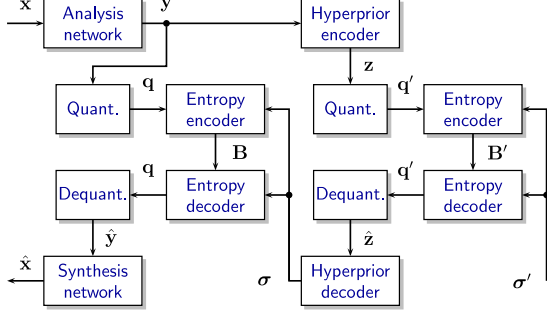 x
Analysis
network
y
Hyperprior
encoder
z
Quant.
q
Entropy
encoder
Quant.
q′
Entropy
encoder
B
B′
Dequant.
q
Entropy
decoder
Dequant.
q′
Entropy
decoder
ŷ
ẑ
x̂
Synthesis
network
σ
Hyperprior
decoder
σ′